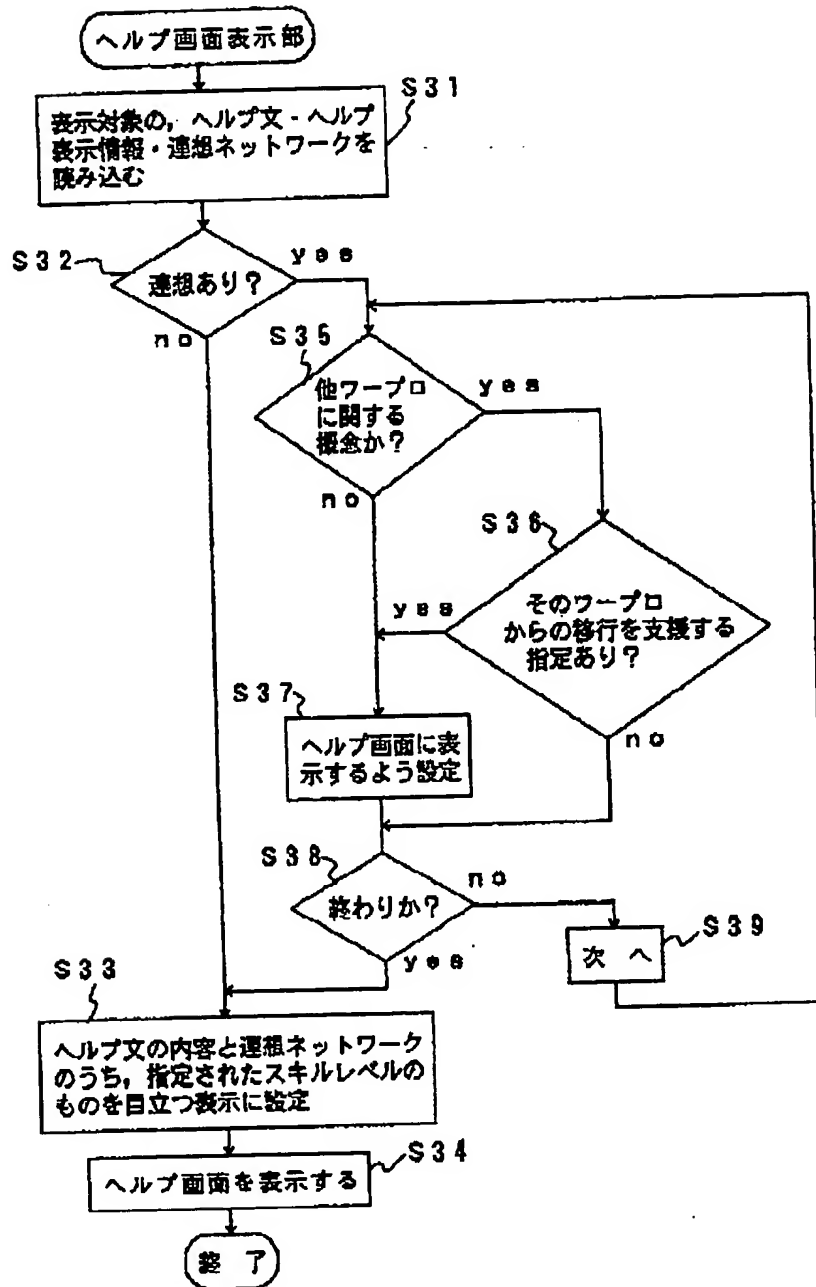 ヘルプ画面表示部
S31
表示対象の，ヘルプ文-ヘルプ
表示情報・連想ネットワークを
読み込む
S32
連想あり？
yes
no
S35
他ワープロ
に関する
概念か？
yes
no
S36
そのワープロ
からの移行を支援する
指定あり？
yes
no
S37
ヘルプ画面に表
示するよう設定
S38
終わりか？
no
yes
S39
次へ
S33
ヘルプ文の内容と連想ネットワーク
のうち，指定されたスキルレベルの
ものを目立つ表示に設定
S34
ヘルプ画面を表示する
終了